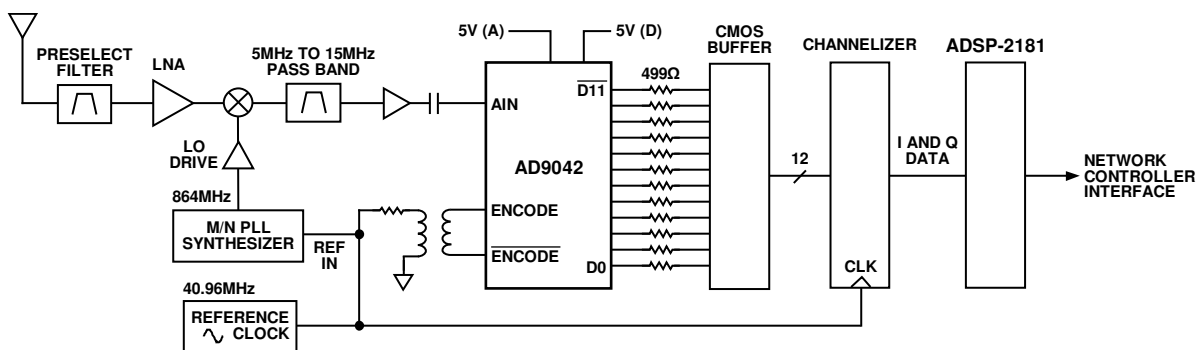 PRESELECT
FILTER
LNA
5MHz TO 15MHz
PASS BAND
LO
DRIVE
864MHz
M/N PLL
SYNTHESIZER
REF
IN
40.96MHz
REFERENCE
CLOCK
5V (A)
5V (D)
AIN
D11
AD9042
ENCODE
ENCODE
D0
499Ω
CMOS
BUFFER
12
CHANNELIZER
CLK
I AND Q
DATA
ADSP-2181
NETWORK
CONTROLLER
INTERFACE